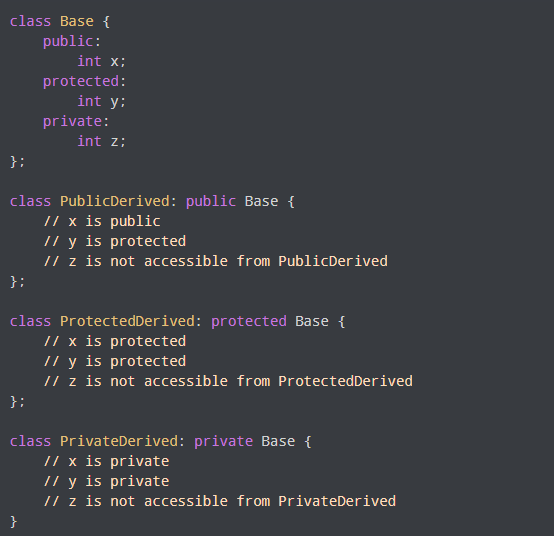 class Base {
    public:
        int x;
    protected:
        int y;
    private:
        int z;
};

class PublicDerived: public Base {
    // x is public
    // y is protected
    // z is not accessible from PublicDerived
};

class ProtectedDerived: protected Base {
    // x is protected
    // y is protected
    // z is not accessible from ProtectedDerived
};

class PrivateDerived: private Base {
    // x is private
    // y is private
    // z is not accessible from PrivateDerived
}